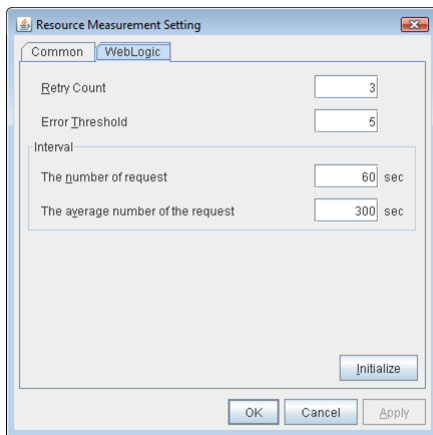 Resource Measurement Setting
Common WebLogic
Retry Count 3
Error Threshold 5
Interval
The number of request 60 sec
The average number of the request 300 sec
Initialize
OK Cancel Apply